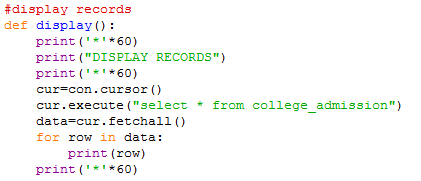 #display records
def display():
    print('*'*60)
    print("DISPLAY RECORDS")
    print('*'*60)
    cur=con.cursor()
    cur.execute("select * from college_admission")
    data=cur.fetchall()
    for row in data:
        print(row)
    print('*'*60)